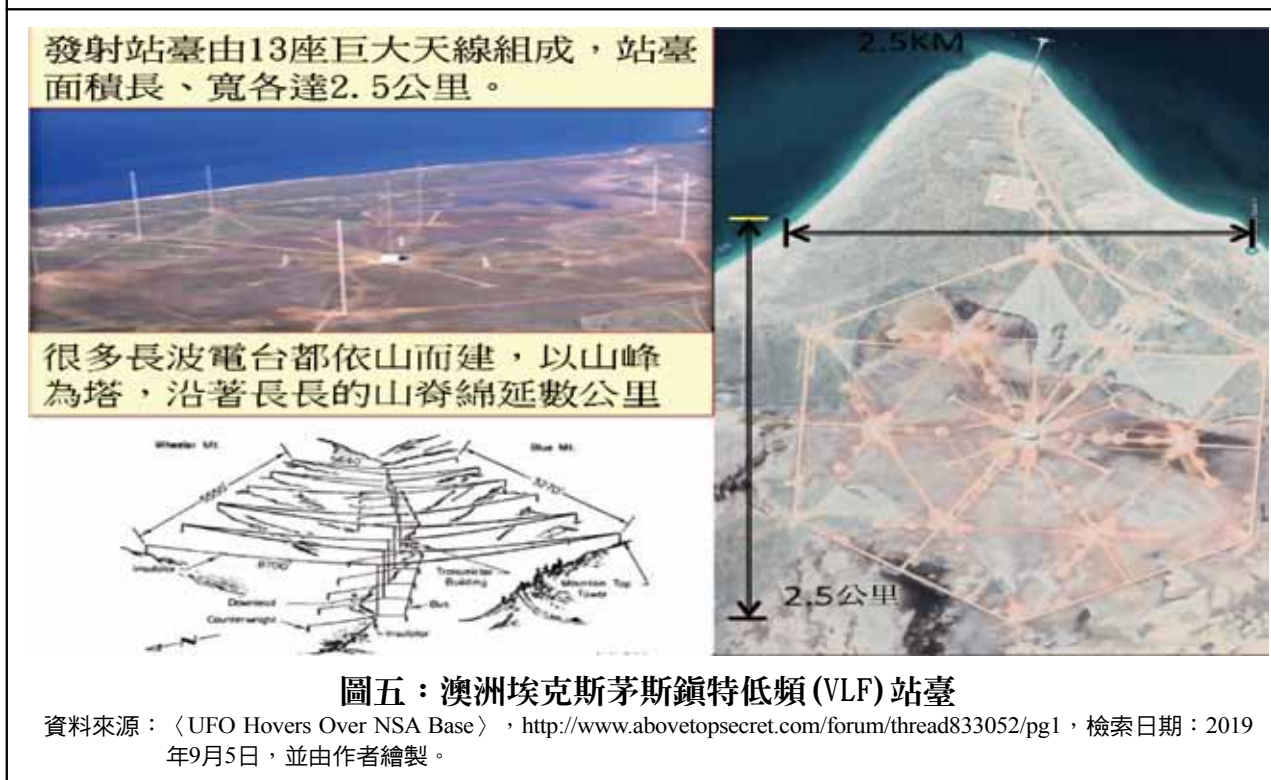 發射站臺由13座巨大天線組成，站臺
面積長、寬各達2.5公里。
很多長波電台都依山而建，以山峰
為塔，沿著長長的山脊綿延數公里
Wheeler Mt.
Blue Mt.
5640'
5270'
8700'
Insulator
Transmitter
Building
Mountain Top
Tower
Downlead
Bus
Counterweight
Insulator
N
2.5KM
2.5公里
圖五：澳洲埃克斯茅斯鎮特低頻(VLF)站臺
資料來源：〈UFO Hovers Over NSA Base〉，http://www.abovetopsecret.com/forum/thread833052/pg1，檢索日期：2019
年9月5日，並由作者繪製。